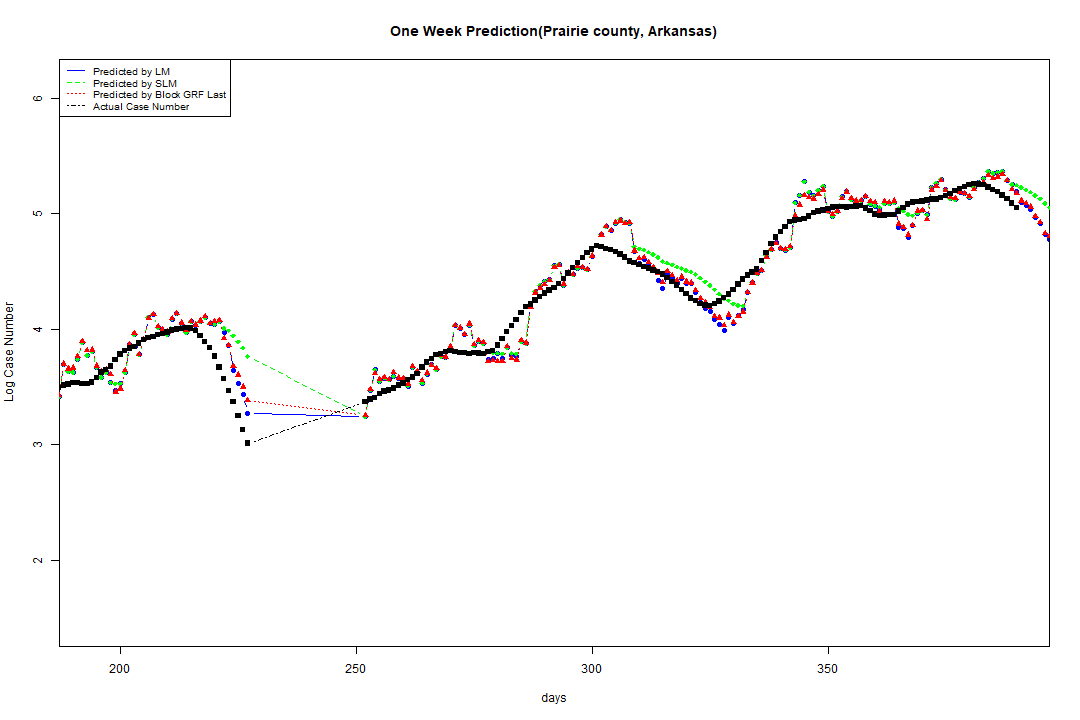 One Week Prediction(Prairie county, Arkansas)
Predicted by LM
Predicted by SLM
Predicted by Block GRF Last
Actual Case Number
6
5
4
3
2
Log Case Number
200 250 300 350
days